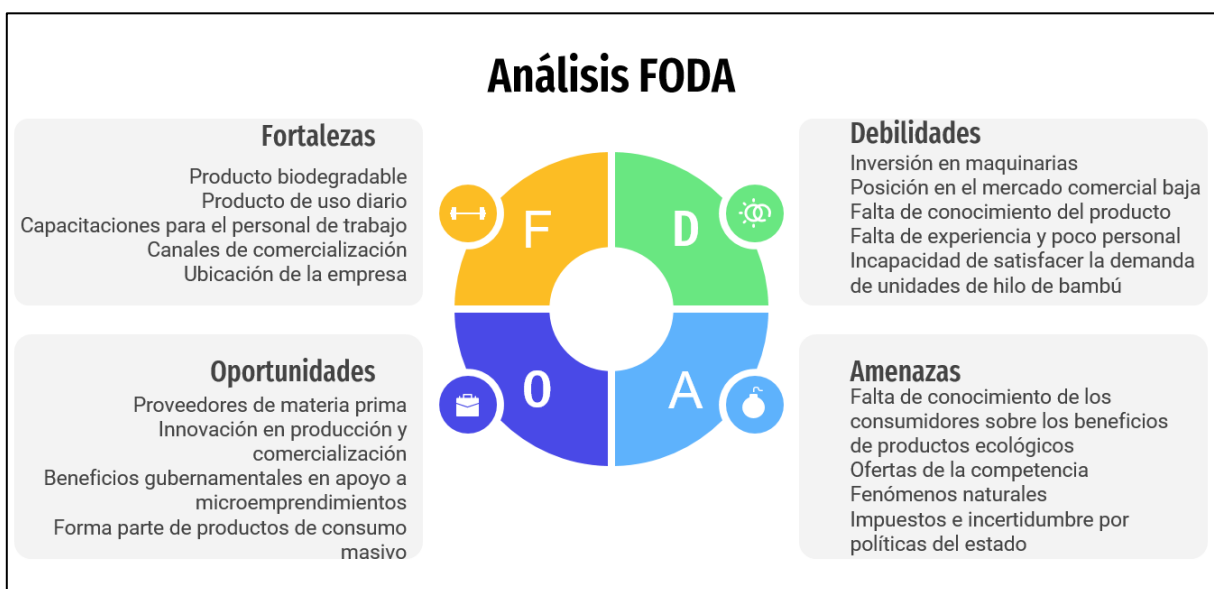 Análisis FODA
Fortalezas
Producto biodegradable
Producto de uso diario
Capacitaciones para el personal de trabajo
Canales de comercialización
Ubicación de la empresa
F
D
Debilidades
Inversión en maquinarias
Posición en el mercado comercial baja
Falta de conocimiento del producto
Falta de experiencia y poco personal
Incapacidad de satisfacer la demanda
de unidades de hilo de bambú
Oportunidades
Proveedores de materia prima
Innovación en producción y
comercialización
Beneficios gubernamentales en apoyo a
microemprendimientos
Forma parte de productos de consumo
masivo
0
A
Amenazas
Falta de conocimiento de los
consumidores sobre los beneficios
de productos ecológicos
Ofertas de la competencia
Fenómenos naturales
Impuestos e incertidumbre por
políticas del estado